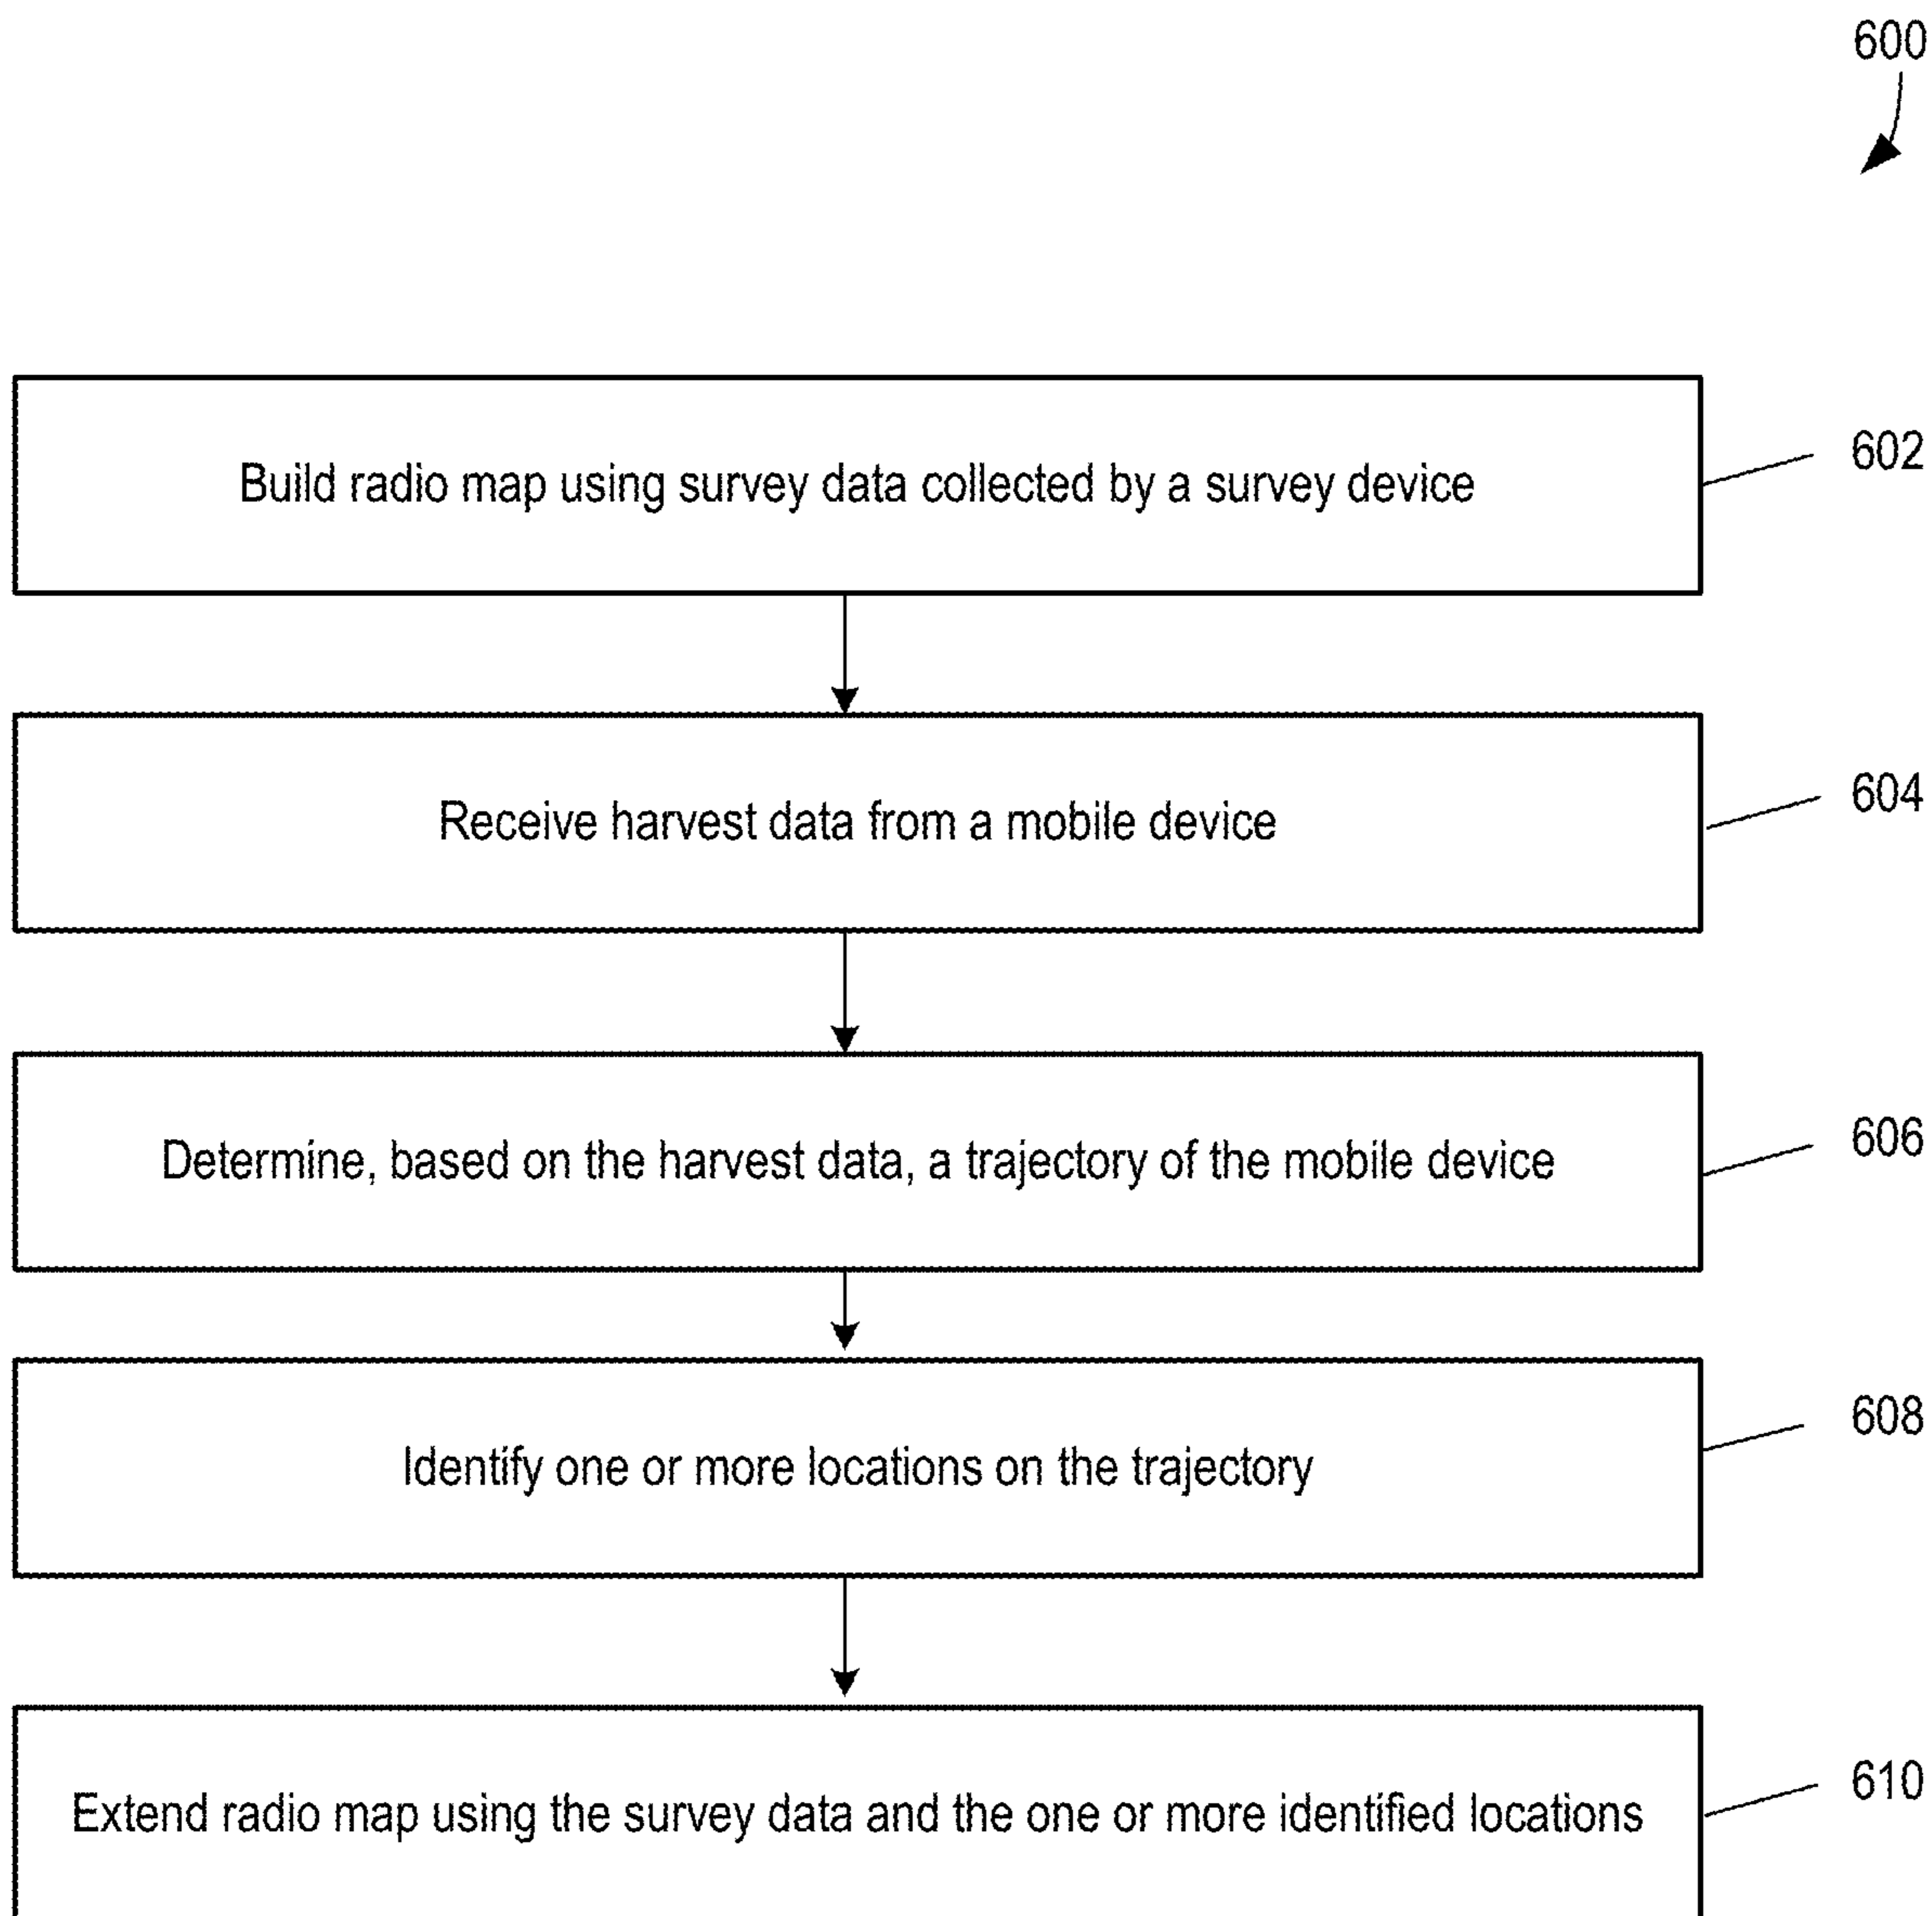 600
Build radio map using survey data collected by a survey device
602
Receive harvest data from a mobile device
604
Determine, based on the harvest data, a trajectory of the mobile device
606
Identify one or more locations on the trajectory
608
Extend radio map using the survey data and the one or more identified locations
610